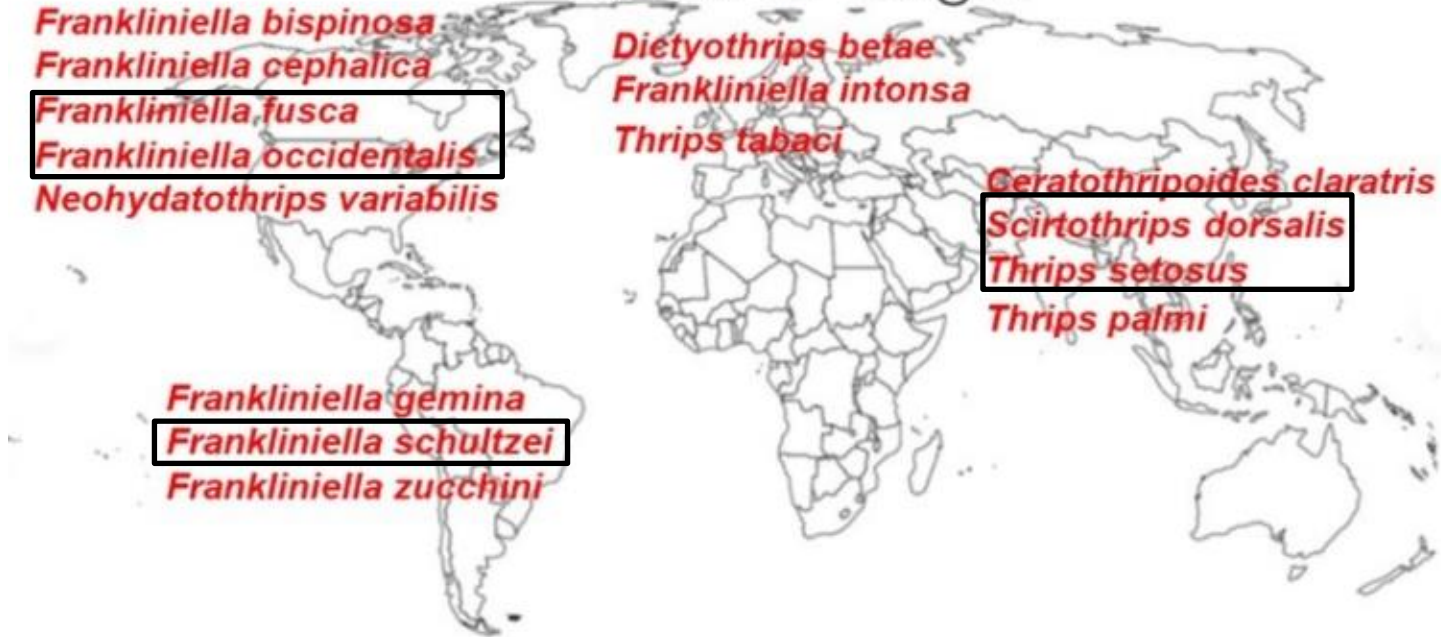 Frankliniella bispinosa
Frankliniella cephalica
Frankliniella fusca
Frankliniella occidentalis
Neohydatothrips variabilis
Dictyothrips betae
Frankliniella intonsa
Thrips tabaci
Ceratothripoides claratris
Scirtothrips dorsalis
Thrips setosus
Thrips palmi
Frankliniella gemina
Frankliniella schultzei
Frankliniella zucchini